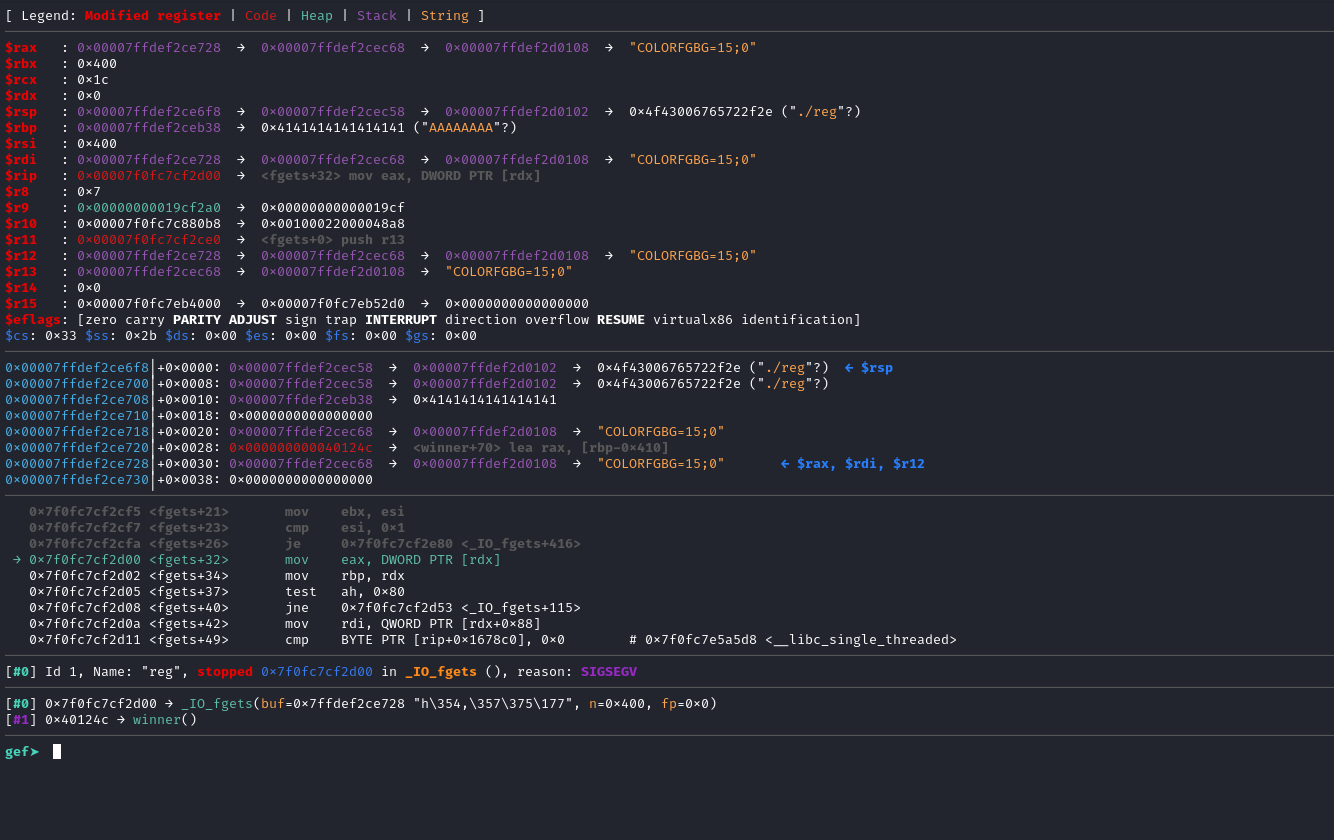 [ Legend: Modified register | Code | Heap | Stack | String ]
$rax   : 0×00007ffdef2ce728  →  0×00007ffdef2cec68  →  0×00007ffdef2d0108  →  "COLORFGBG=15;0"
$rbx   : 0×400
$rcx   : 0×1c
$rdx   : 0×0
$rsp   : 0×00007ffdef2ce6f8  →  0×00007ffdef2cec58  →  0×00007ffdef2d0102  →  0×4f43006765722f2e ("./reg"?)
$rbp   : 0×00007ffdef2ceb38  →  0×4141414141414141 ("AAAAAAAA"?)
$rsi   : 0×400
$rdi   : 0×00007ffdef2ce728  →  0×00007ffdef2cec68  →  0×00007ffdef2d0108  →  "COLORFGBG=15;0"
$rip   : 0×00007f0fc7cf2d00  →  <fgets+32> mov eax, DWORD PTR [rdx]
$r8    : 0×7
$r9    : 0×00000000019cf2a0  →  0×00000000000019cf
$r10   : 0×00007f0fc7c880b8  →  0×00100022000048a8
$r11   : 0×00007f0fc7cf2ce0  →  <fgets+0> push r13
$r12   : 0×00007ffdef2ce728  →  0×00007ffdef2cec68  →  0×00007ffdef2d0108  →  "COLORFGBG=15;0"
$r13   : 0×00007ffdef2cec68  →  0×00007ffdef2d0108  →  "COLORFGBG=15;0"
$r14   : 0×0
$r15   : 0×00007f0fc7eb4000  →  0×00007f0fc7eb52d0  →  0×0000000000000000
$eflags: [zero carry PARITY ADJUST sign trap INTERRUPT direction overflow RESUME virtualx86 identification]
$cs: 0×33 $ss: 0×2b $ds: 0×00 $es: 0×00 $fs: 0×00 $gs: 0×00
0×00007ffdef2ce6f8│+0×0000: 0×00007ffdef2cec58  →  0×00007ffdef2d0102  →  0×4f43006765722f2e ("./reg"?)  ← $rsp
0×00007ffdef2ce700│+0×0008: 0×00007ffdef2cec58  →  0×00007ffdef2d0102  →  0×4f43006765722f2e ("./reg"?)
0×00007ffdef2ce708│+0×0010: 0×00007ffdef2ceb38  →  0×4141414141414141
0×00007ffdef2ce710│+0×0018: 0×0000000000000000
0×00007ffdef2ce718│+0×0020: 0×00007ffdef2cec68  →  0×00007ffdef2d0108  →  "COLORFGBG=15;0"
0×00007ffdef2ce720│+0×0028: 0×000000000040124c  →  <winner+70> lea rax, [rbp-0×410]
0×00007ffdef2ce728│+0×0030: 0×00007ffdef2cec68  →  0×00007ffdef2d0108  →  "COLORFGBG=15;0"       ← $rax, $rdi, $r12
0×00007ffdef2ce730│+0×0038: 0×0000000000000000
   0×7f0fc7cf2cf5 <fgets+21>       mov    ebx, esi
   0×7f0fc7cf2cf7 <fgets+23>       cmp    esi, 0×1
   0×7f0fc7cf2cfa <fgets+26>       je     0×7f0fc7cf2e80 <_IO_fgets+416>
 → 0×7f0fc7cf2d00 <fgets+32>       mov    eax, DWORD PTR [rdx]
   0×7f0fc7cf2d02 <fgets+34>       mov    rbp, rdx
   0×7f0fc7cf2d05 <fgets+37>       test   ah, 0×80
   0×7f0fc7cf2d08 <fgets+40>       jne    0×7f0fc7cf2d53 <_IO_fgets+115>
   0×7f0fc7cf2d0a <fgets+42>       mov    rdi, QWORD PTR [rdx+0×88]
   0×7f0fc7cf2d11 <fgets+49>       cmp    BYTE PTR [rip+0×1678c0], 0×0        # 0×7f0fc7e5a5d8 <__libc_single_threaded>
[#0] Id 1, Name: "reg", stopped 0×7f0fc7cf2d00 in _IO_fgets (), reason: SIGSEGV
[#0] 0×7f0fc7cf2d00 → _IO_fgets(buf=0×7ffdef2ce728 "h\354,\357\375\177", n=0×400, fp=0×0)
[#1] 0×40124c → winner()
gef➤